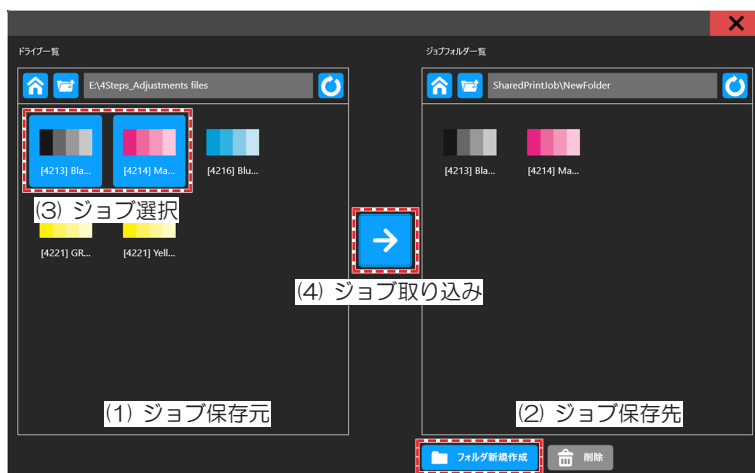 ドライブ一覧
ジョブフォルダ一覧
E:\4Steps_Adjustments files
SharedPrintJob\NewFolder
[4213] Bla...
[4214] Ma...
[4216] Blu...
[4213] Bla...
[4214] Ma...
(3) ジョブ選択
[4221] GR...
[4221] Yell...
(4) ジョブ取り込み
(1) ジョブ保存元
(2) ジョブ保存先
フォルダ新規作成
削除